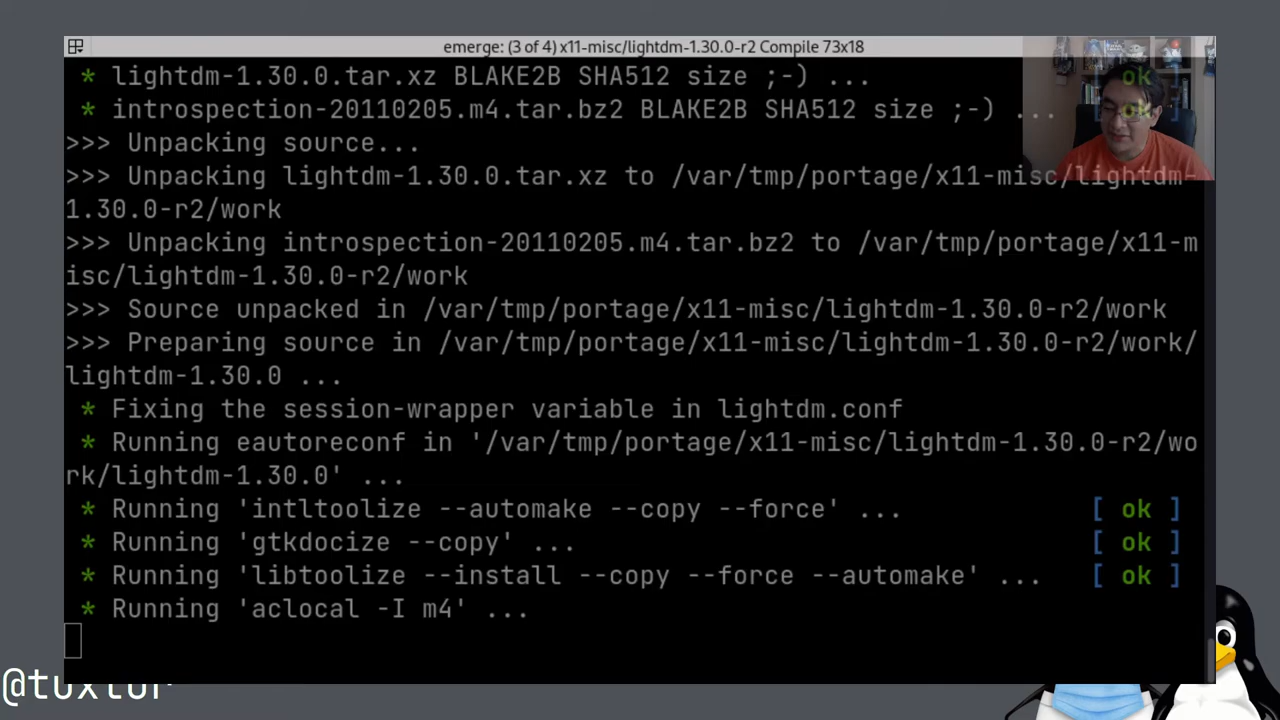 emerge: (3 of 4) x11-misc/lightdm-1.30.0-r2 Compile 73x18
* lightdm-1.30.0.tar.xz BLAKE2B SHA512 size ;-) ... [ ok ]
* introspection-20110205.m4.tar.bz2 BLAKE2B SHA512 size ;-) ... [ ok ]
>>> Unpacking source...
>>> Unpacking lightdm-1.30.0.tar.xz to /var/tmp/portage/x11-misc/lightdm-
1.30.0-r2/work
>>> Unpacking introspection-20110205.m4.tar.bz2 to /var/tmp/portage/x11-m
isc/lightdm-1.30.0-r2/work
>>> Source unpacked in /var/tmp/portage/x11-misc/lightdm-1.30.0-r2/work
>>> Preparing source in /var/tmp/portage/x11-misc/lightdm-1.30.0-r2/work/
lightdm-1.30.0 ...
* Fixing the session-wrapper variable in lightdm.conf
* Running eautoreconf in '/var/tmp/portage/x11-misc/lightdm-1.30.0-r2/wo
rk/lightdm-1.30.0' ...
* Running 'intltoolize --automake --copy --force' ... [ ok ]
* Running 'gtkdocize --copy' ... [ ok ]
* Running 'libtoolize --install --copy --force --automake' ... [ ok ]
* Running 'aclocal -I m4' ...
@tuxtor